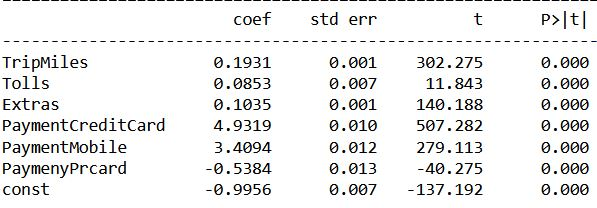 coef std err t P>|t|
TripMiles 0.1931 0.001 302.275 0.000
Tolls 0.0853 0.007 11.843 0.000
Extras 0.1035 0.001 140.188 0.000
PaymentCreditCard 4.9319 0.010 507.282 0.000
PaymentMobile 3.4094 0.012 279.113 0.000
PaymenyPrcard -0.5384 0.013 -40.275 0.000
const -0.9956 0.007 -137.192 0.000